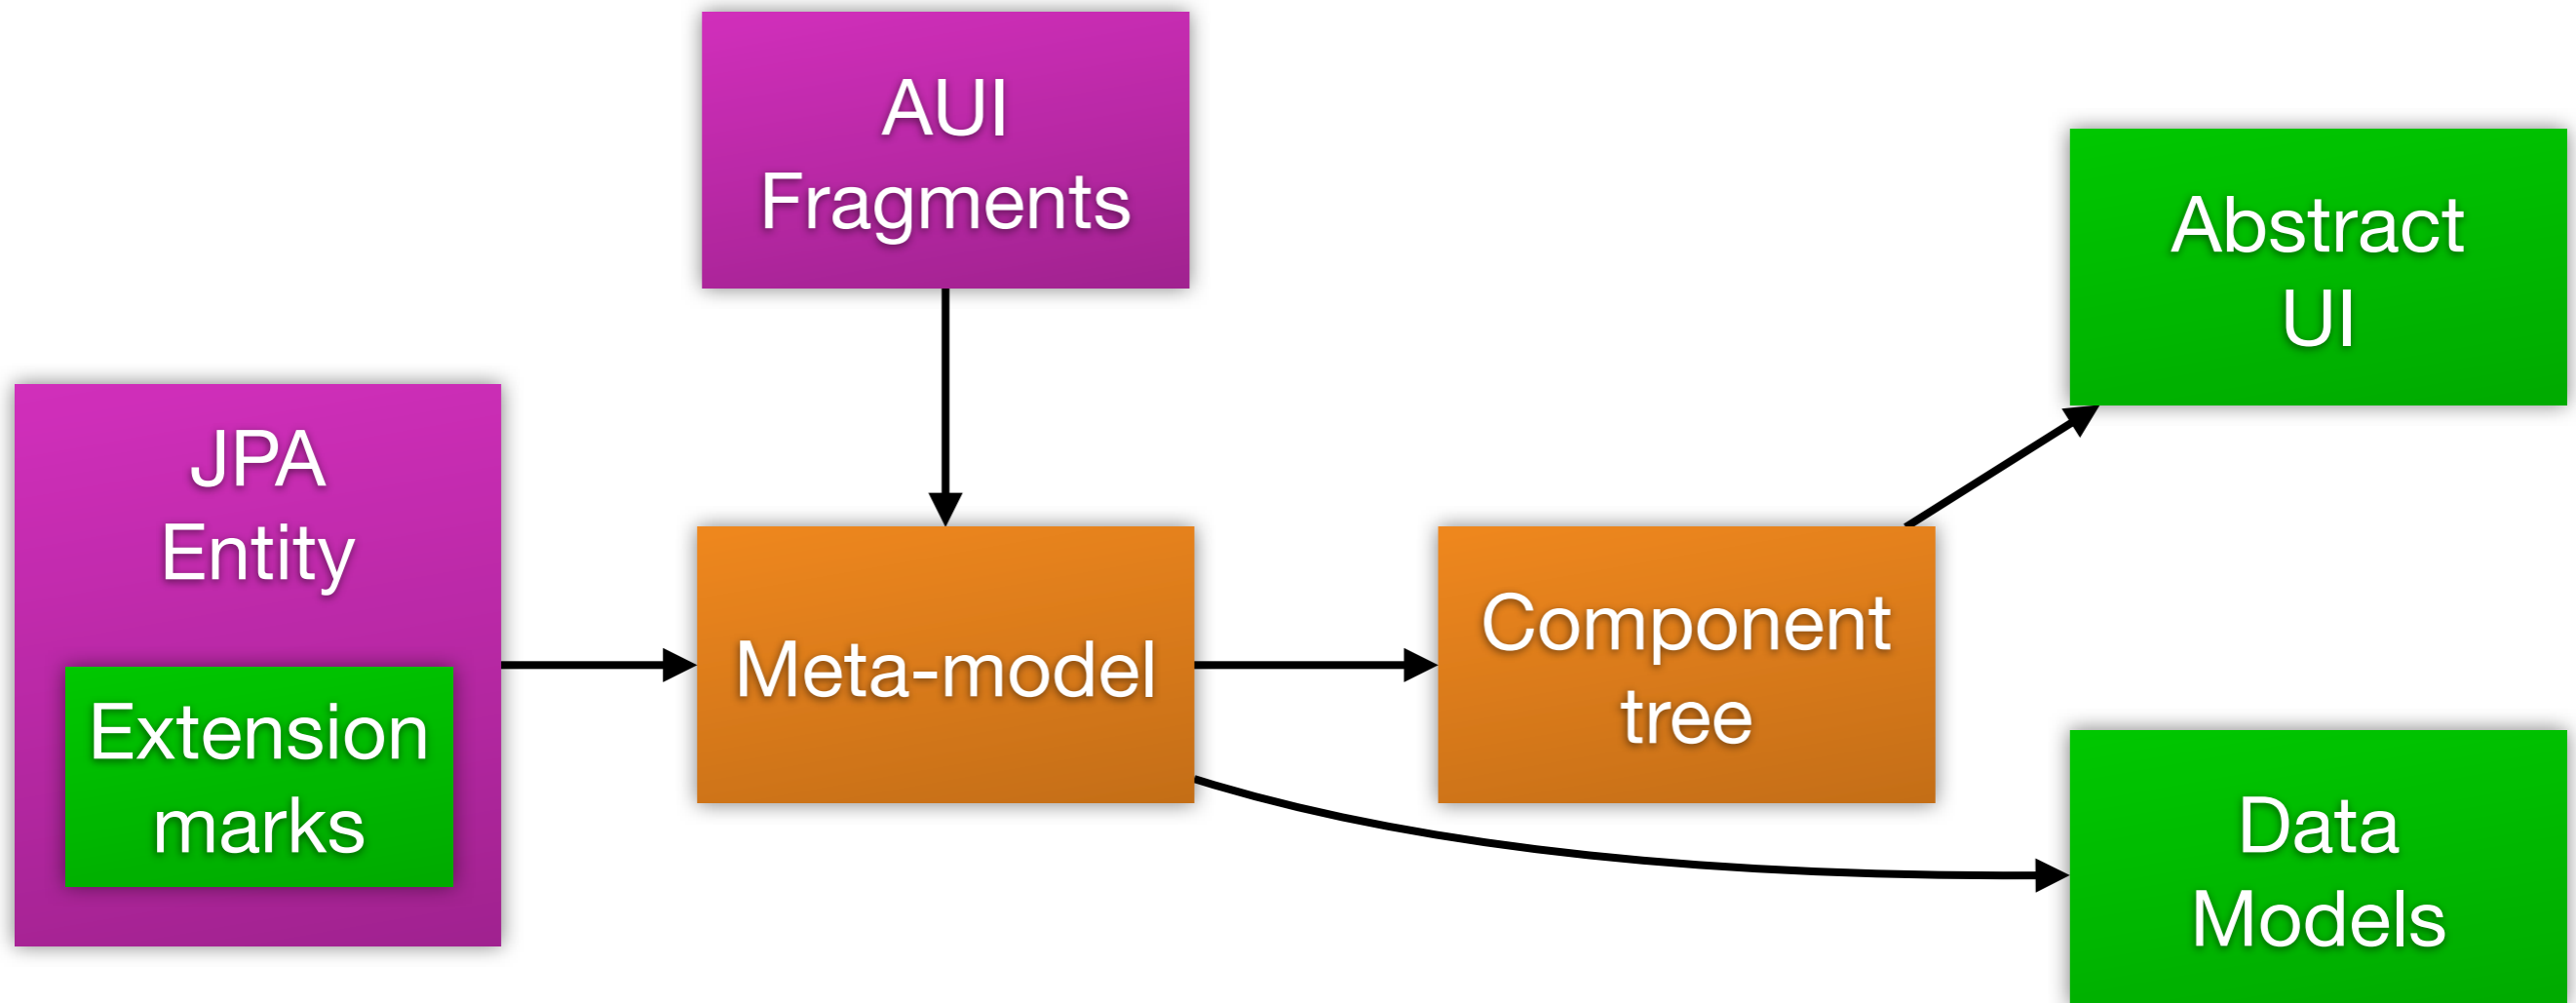 AUI
Fragments
Abstract
UI
JPA
Entity
Extension
marks
Meta-model
Component
tree
Data
Models